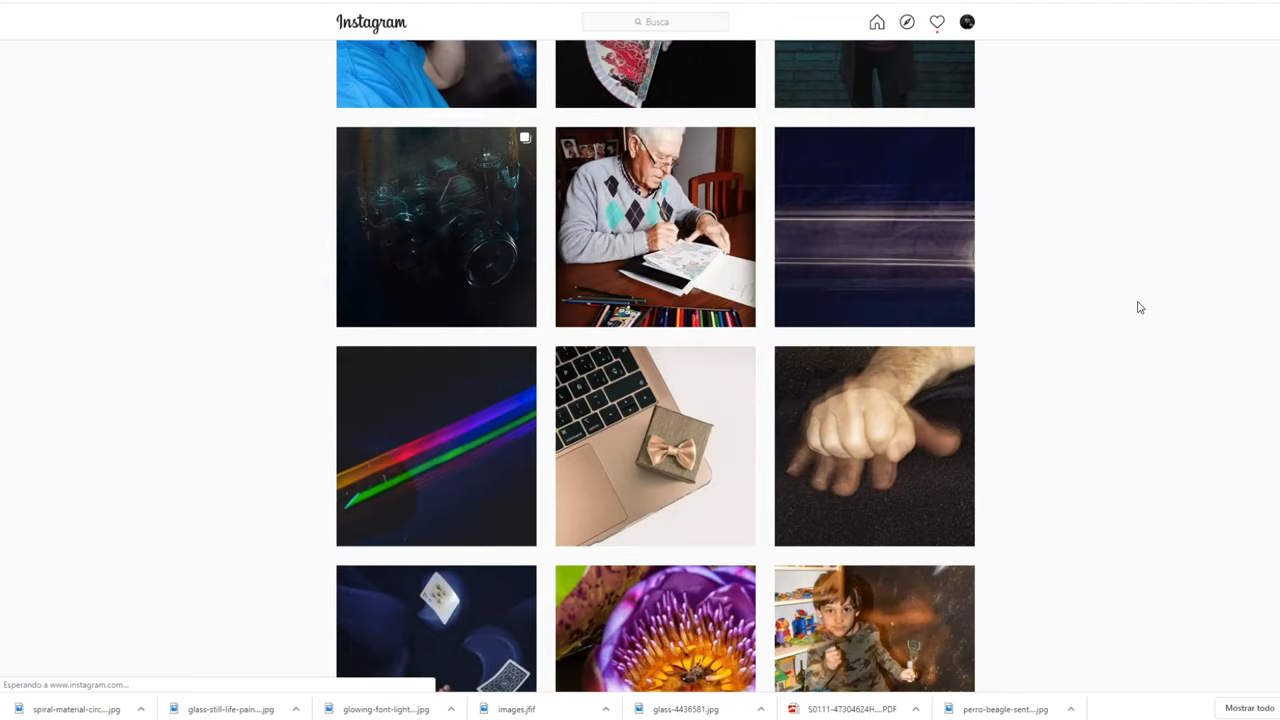 Instagram
Busca
Esperando a www.instagram.com...
spiral-material-circ....jpg
glass-still-life-pain....jpg
glowing-font-light....jpg
images.jfif
glass-4436581.jpg
S0111-47304624H....PDF
perro-beagle-sent....jpg
Mostrar todo